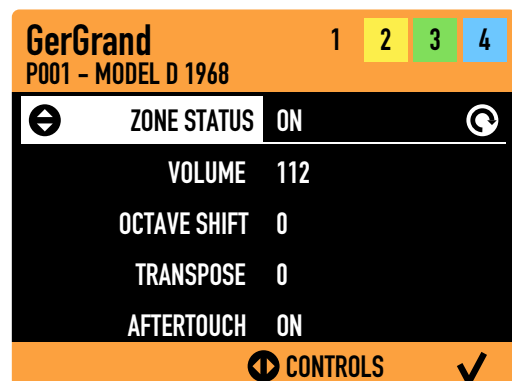 GerGrand 1 2 3 4
P001 – MODEL D 1968
ZONE STATUS ON
VOLUME 112
OCTAVE SHIFT 0
TRANSPOSE 0
AFTERTOUCH ON
CONTROLS